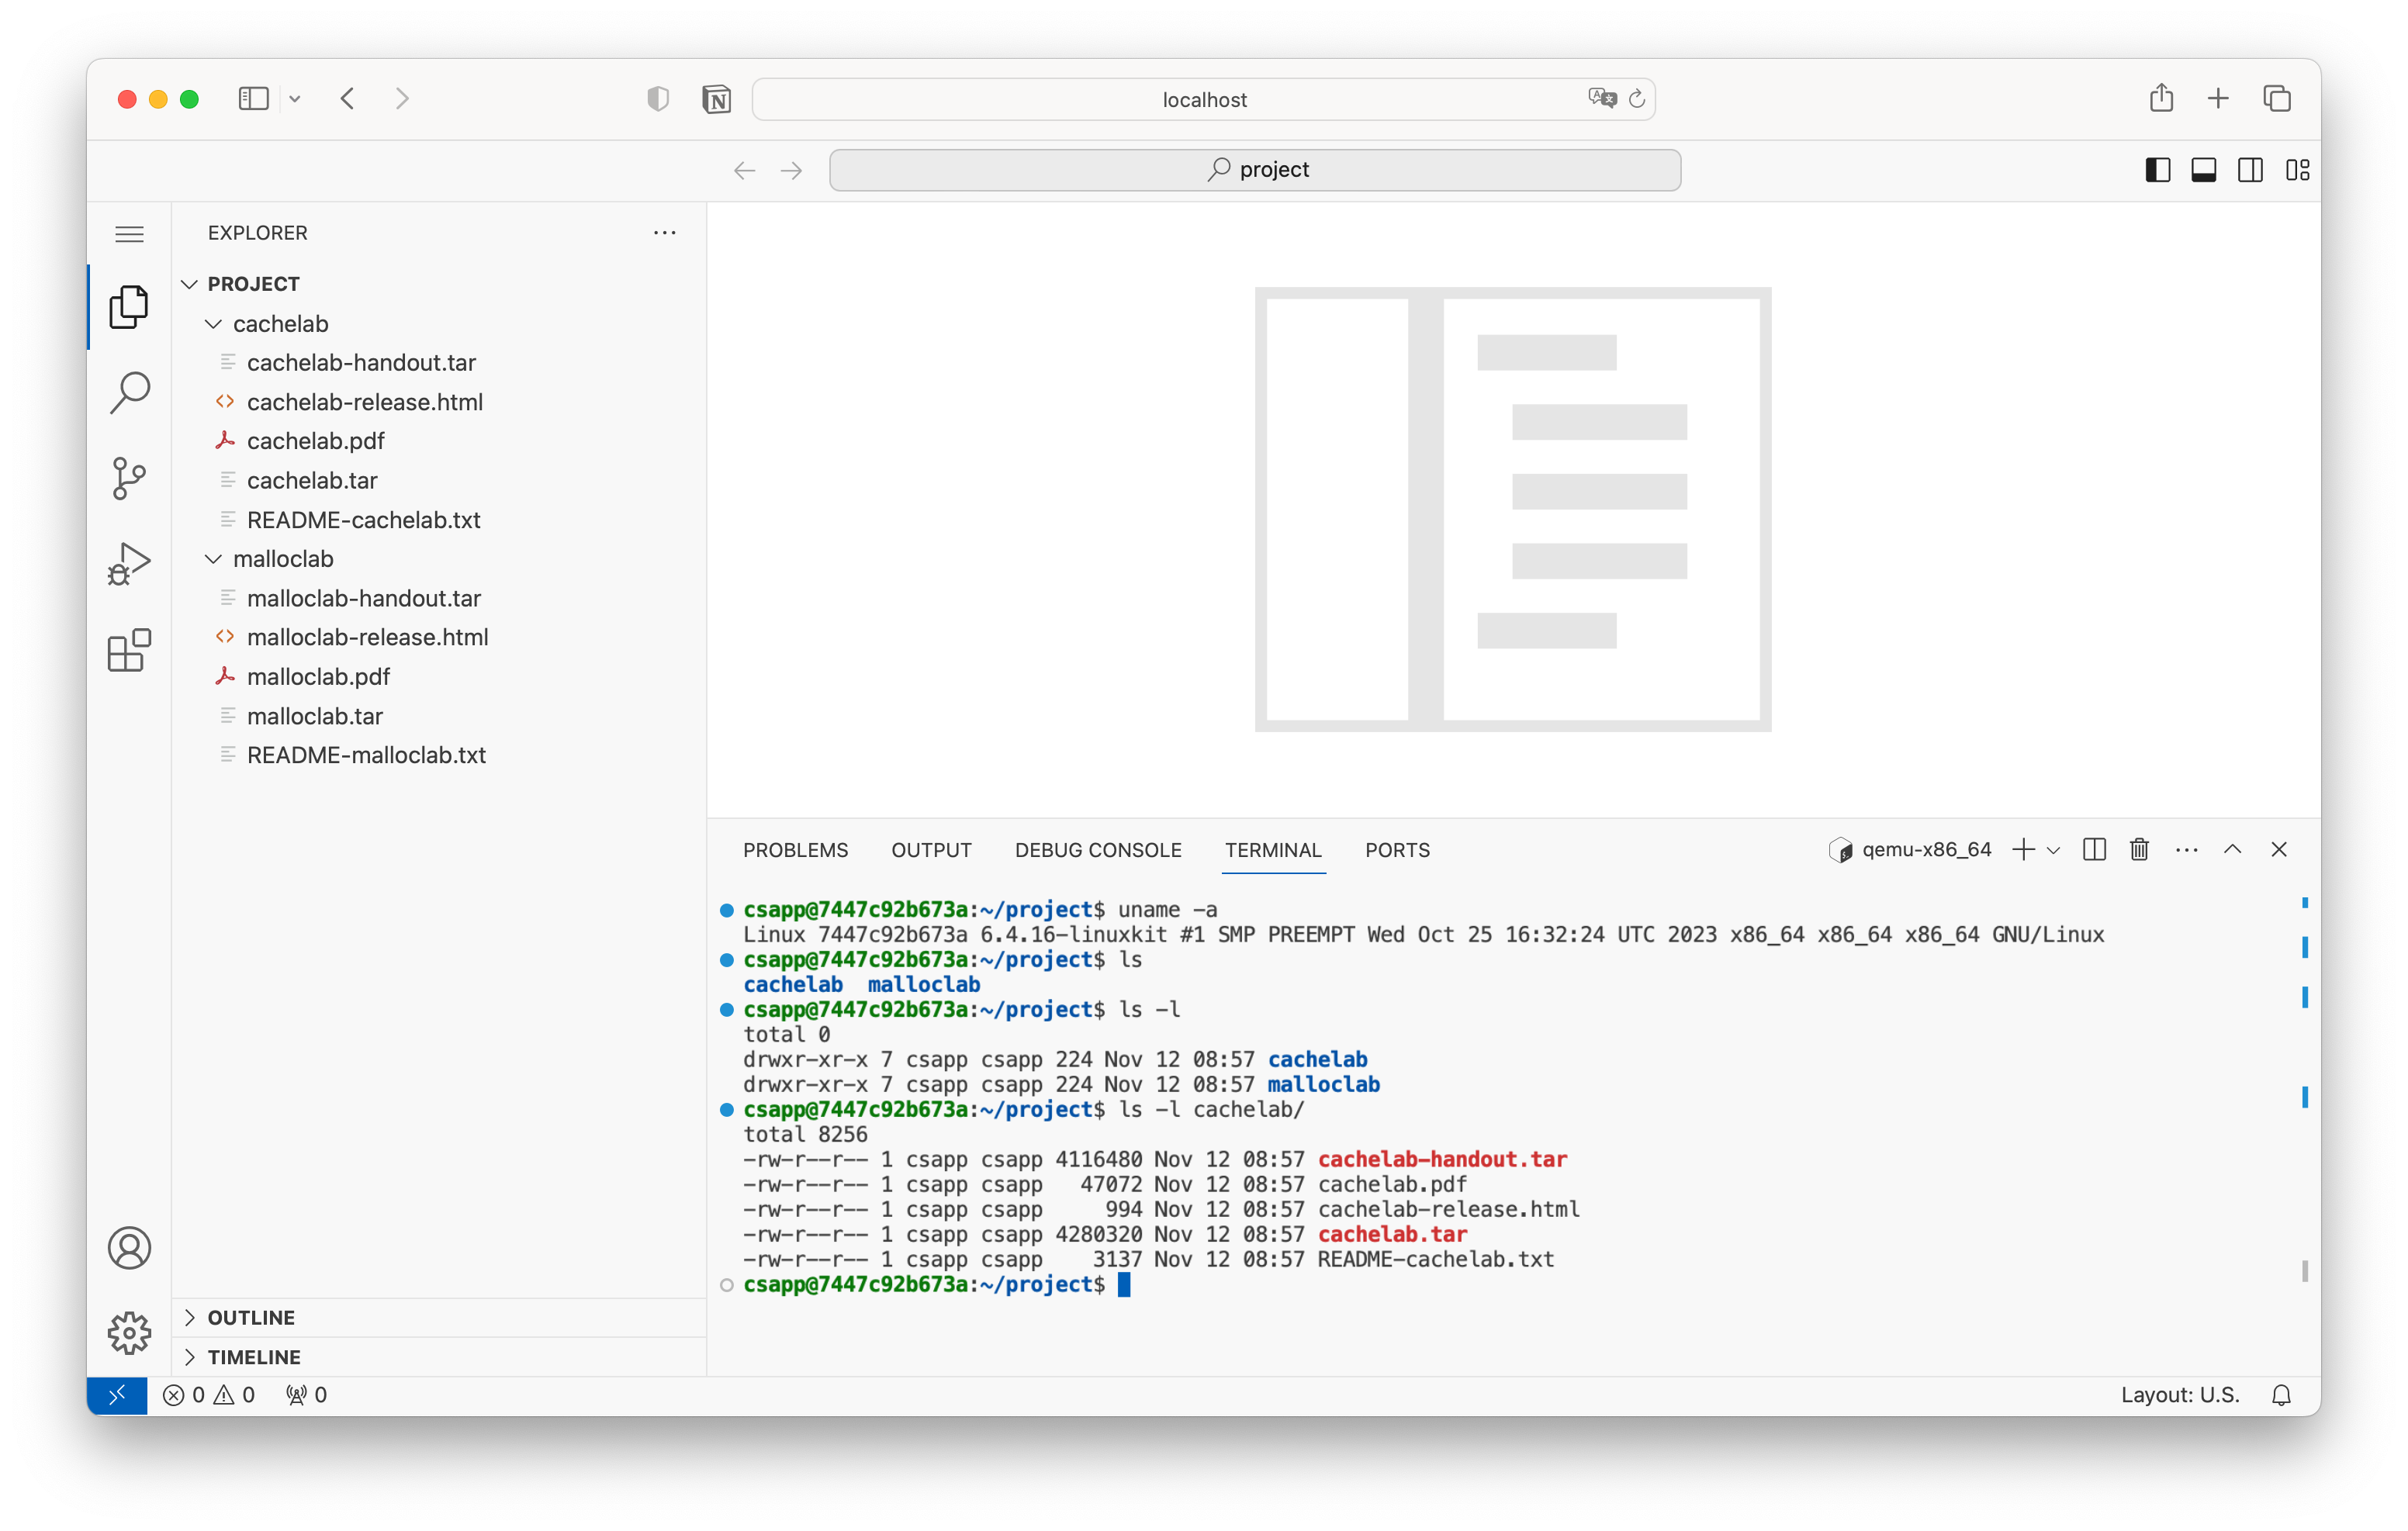 localhost
project
EXPLORER
PROJECT
cachelab
cachelab-handout.tar
cachelab-release.html
cachelab.pdf
cachelab.tar
README-cachelab.txt
malloclab
malloclab-handout.tar
malloclab-release.html
malloclab.pdf
malloclab.tar
README-malloclab.txt
OUTLINE
TIMELINE
PROBLEMS OUTPUT DEBUG CONSOLE TERMINAL PORTS qemu-x86_64
csapp@7447c92b673a:~/project$ uname -a
Linux 7447c92b673a 6.4.16-linuxkit #1 SMP PREEMPT Wed Oct 25 16:32:24 UTC 2023 x86_64 x86_64 x86_64 GNU/Linux
csapp@7447c92b673a:~/project$ ls
cachelab  malloclab
csapp@7447c92b673a:~/project$ ls -l
total 0
drwxr-xr-x 7 csapp csapp 224 Nov 12 08:57 cachelab
drwxr-xr-x 7 csapp csapp 224 Nov 12 08:57 malloclab
csapp@7447c92b673a:~/project$ ls -l cachelab/
total 8256
-rw-r--r-- 1 csapp csapp 4116480 Nov 12 08:57 cachelab-handout.tar
-rw-r--r-- 1 csapp csapp   47072 Nov 12 08:57 cachelab.pdf
-rw-r--r-- 1 csapp csapp     994 Nov 12 08:57 cachelab-release.html
-rw-r--r-- 1 csapp csapp 4280320 Nov 12 08:57 cachelab.tar
-rw-r--r-- 1 csapp csapp    3137 Nov 12 08:57 README-cachelab.txt
csapp@7447c92b673a:~/project$
0 0 0 Layout: U.S.